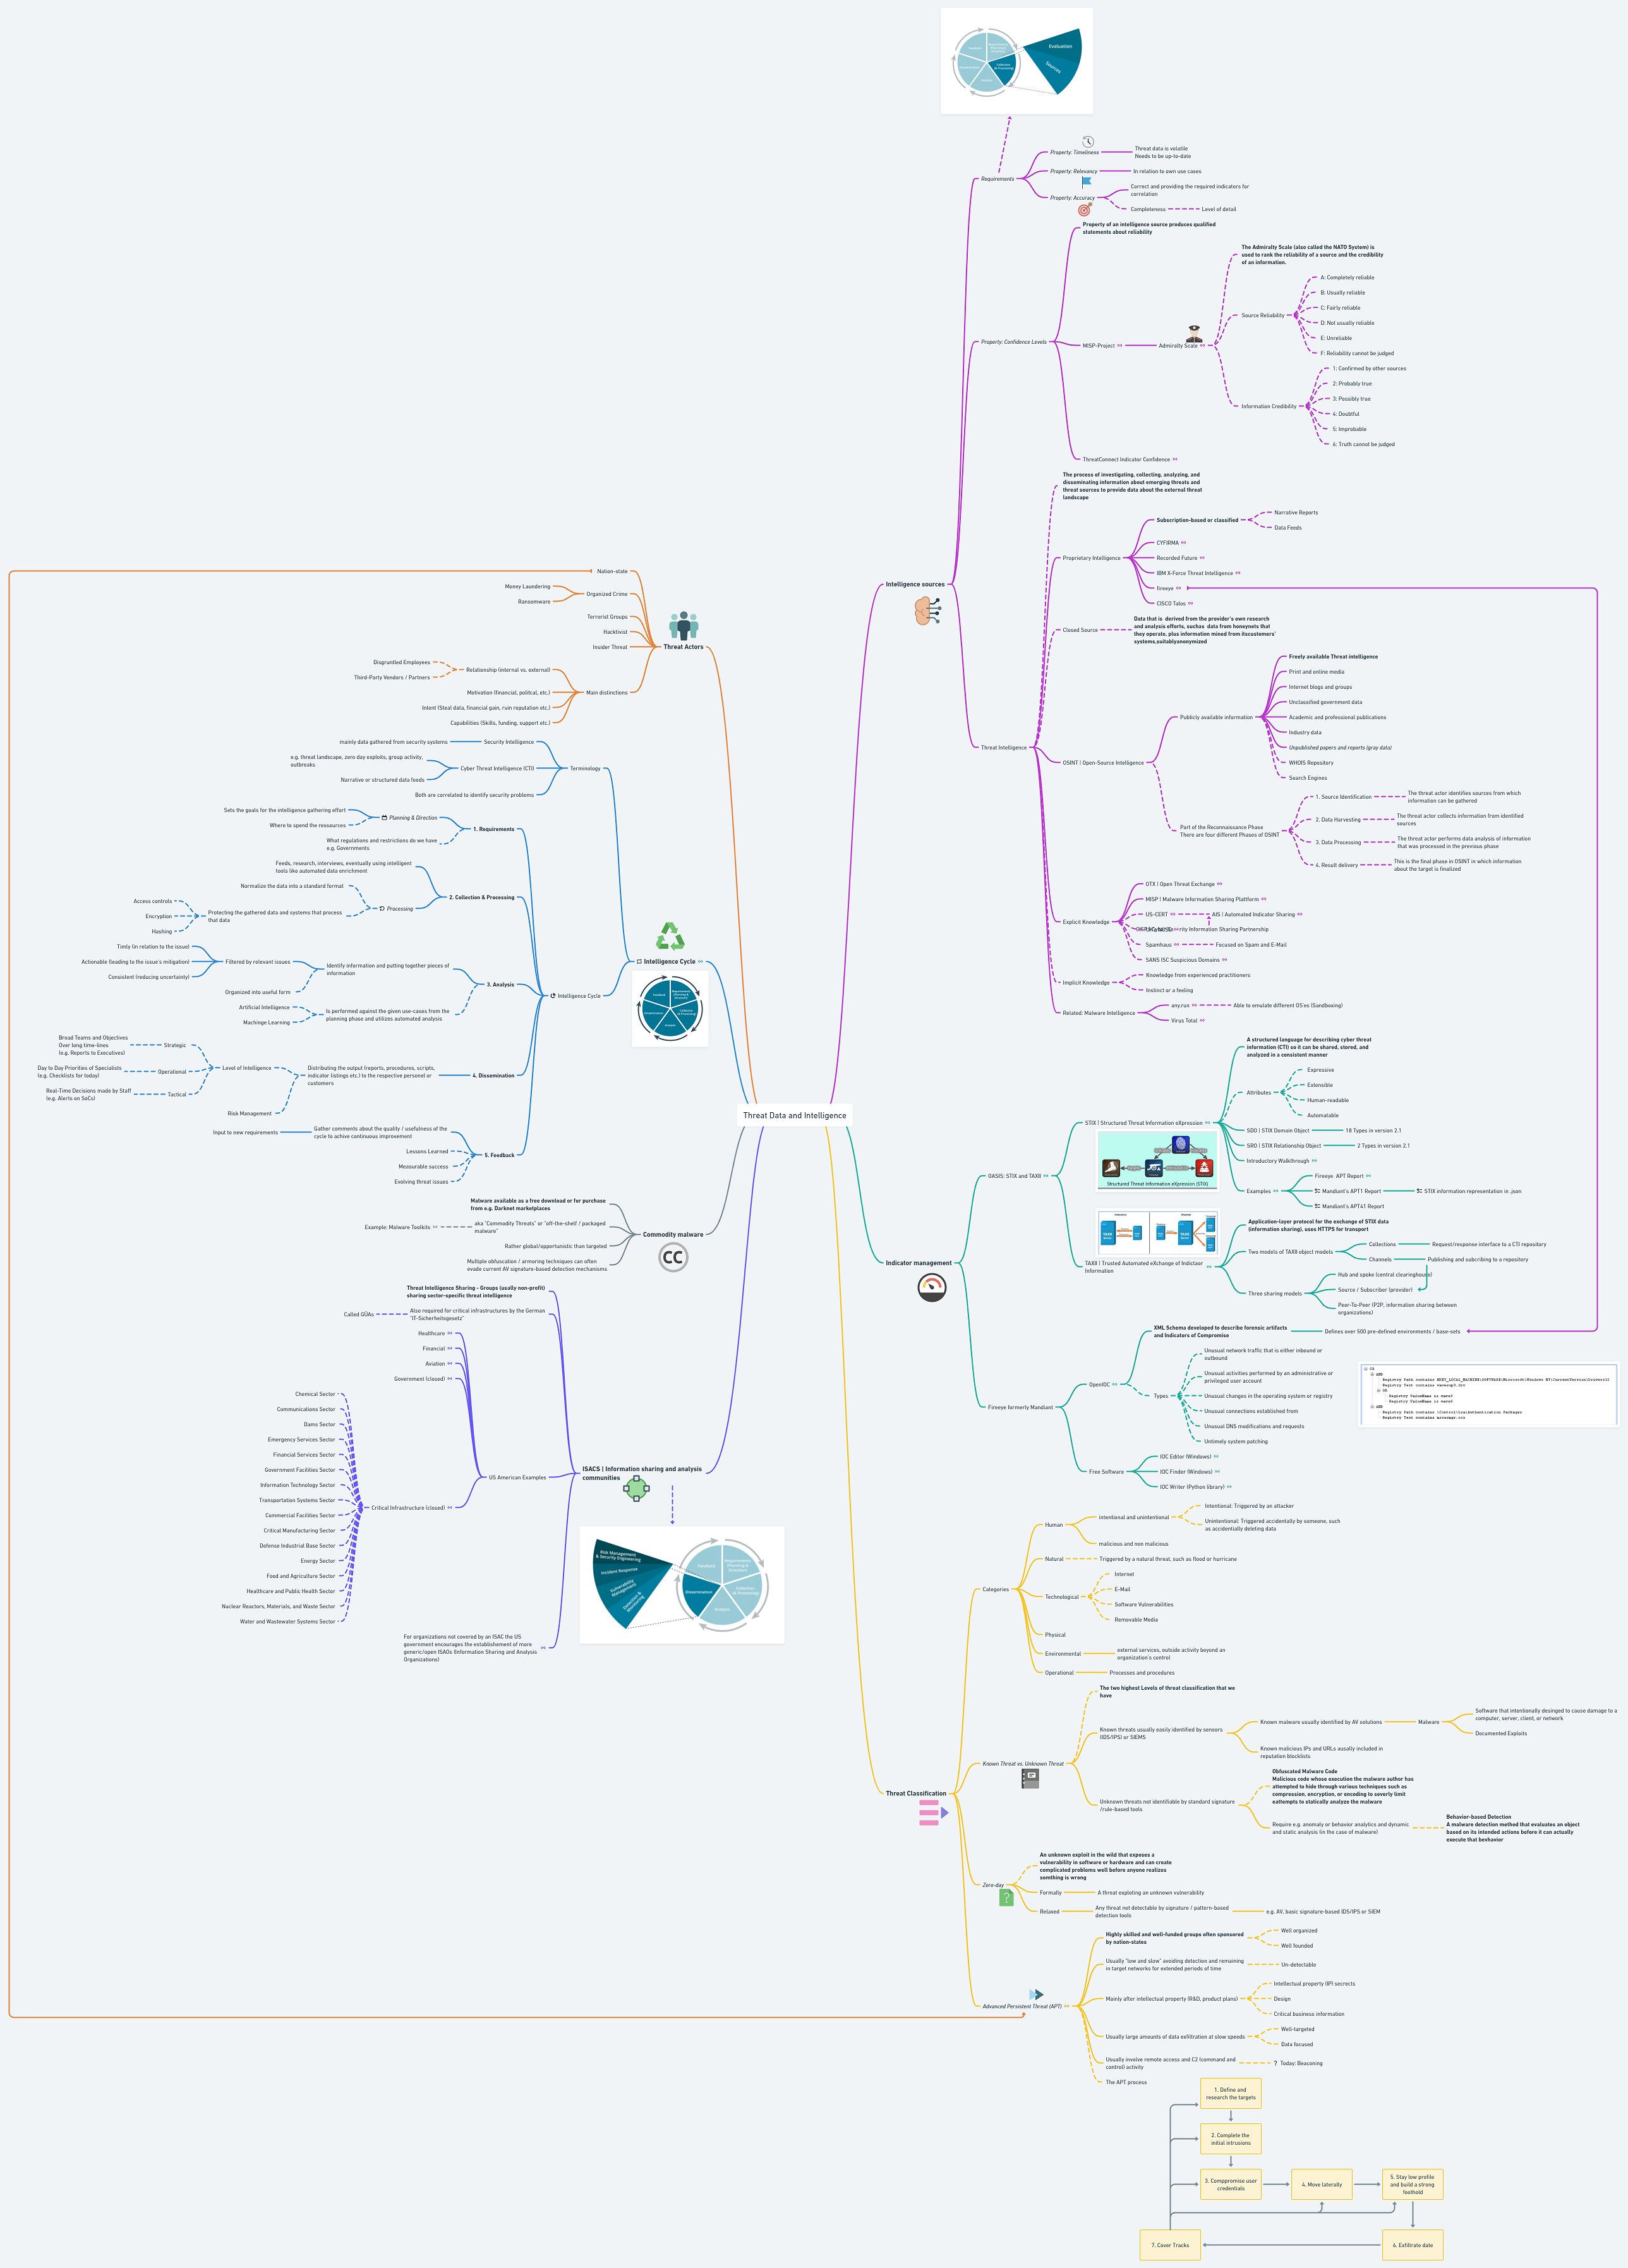 Feedback
Requirements
(Planning &
Direction)
Collection
& Processing
Analysis
Evaluation
Sources
Requirements
Property: Timeliness
Threat data is volatile
Needs to be up-to-date
Property: Relevancy
In relation to own use cases
Property: Accuracy
Correct and providing the required indicators for
correlation
Completeness
Level of detail
Property: Confidence Levels
Property of an intelligence source produces qualified
statements about reliability
MISP-Project
Admirality Scale
The Admiralty Scale (also called the NATO System) is
used to rank the reliability of a source and the credibility
of an information.
Source Reliability
A: Completely reliable
B: Usually reliable
C: Fairly reliable
D: Not usually reliable
E: Unreliable
F: Reliability cannot be judged
Information Credibility
1: Confirmed by other sources
2: Probably true
3: Possibly true
4: Doubtful
5: Improbable
6: Truth cannot be judged
ThreatConnect Indicator Confidence
Intelligence sources
Threat Intelligence
The process of investigating, collecting, analyzing, and
disseminating information about emerging threats and
threat sources to provide data about the external threat
landscape
Proprietary Intelligence
Subscription-based or classified
Narrative Reports
Data Feeds
CYFIRMA
Recorded Future
IBM X-Force Threat Intelligence
fireeye
CISCO Talos
Closed Source
Data that is derived from the provider's own research
and analysis efforts, suchas data from honeynets that
they operate, plus information mined from itscustomers'
systems,suitablyanonymized
OSINT | Open-Source Intelligence
Publicly available information
Freely available Threat intelligence
Print and online media
Internet blogs and groups
Unclassified government data
Academic and professional publications
Industry data
Unpublished papers and reports (gray data)
WHOIS Repository
Search Engines
Part of the Reconnaissance Phase
There are four different Phases of OSINT
1. Source Identification
The threat actor identifies sources from which
information can be gathered
2. Data Harvesting
The threat actor collects information from identified
sources
3. Data Processing
The threat actor performs data analysis of information
that was processed in the previous phase
4. Result delivery
This is the final phase in OSINT in which information
about the target is finalized
Explicit Knowledge
OTX | Open Threat Exchange
MISP | Malware Information Sharing Plattform
US-CERT
AIS | Automated Indicator Sharing
rity Information Sharing Partnership
Spamhaus
Focused on Spam and E-Mail
SANS ISC Suspicious Domains
Implicit Knowledge
Knowledge from experienced practitioners
Instinct or a feeling
Related: Malware Intelligence
any.run
Able to emulate different OS'es (Sandboxing)
Virus Total
Threat Actors
Nation-state
Organized Crime
Money Laundering
Ransomware
Terrorist Groups
Hacktivist
Insider Threat
Main distinctions
Relationship (internal vs. external)
Disgruntled Employees
Third-Party Vendors / Partners
Motivation (financial, politcal, etc.)
Intent (Steal data, financial gain, ruin reputation etc.)
Capabilities (Skills, funding, support etc.)
Intelligence Cycle
Feedback
Requirements
(Planning &
Direction)
Collection
& Processing
Analysis
Dissemination
Terminology
Security Intelligence
mainly data gathered from security systems
Cyber Threat Intelligence (CTI)
e.g. threat landscape, zero day exploits, group activity,
outbreaks
Narrative or structured data feeds
Both are correlated to identify security problems
Intelligence Cycle
1. Requirements
Planning & Direction
Sets the goals for the intelligence gathering effort
Where to spend the ressources
What regulations and restrictions do we have
e.g. Governments
2. Collection & Processing
Feeds, research, interviews, eventually using intelligent
tools like automated data enrichment
Processing
Normalize the data into a standard format
Protecting the gathered data and systems that process
that data
Access controls
Encryption
Hashing
3. Analysis
Identify information and putting together pieces of
information
Filtered by relevant issues
Timly (in relation to the issue)
Actionable (leading to the issue's mitigation)
Consistent (reducing uncertainty)
Organized into useful form
Is performed against the given use-cases from the
planning phase and utilizes automated analysis
Artificial Intelligence
Machinge Learning
4. Dissemination
Distributing the output (reports, procedures, scripts,
indicator listings etc.) to the respective personol or
customers
Level of Intelligence
Strategic
Broad Teams and Objectives
Over long time-lines
(e.g. Reports to Executives)
Operational
Day to Day Priorities of Specialists
(e.g. Checklists for today)
Tactical
Real-Time Decisions made by Staff
(e.g. Alerts on SoCs)
Risk Management
5. Feedback
Gather comments about the quality / usefulness of the
cycle to achive continuous improvement
Input to new requirements
Lessons Learned
Measurable success
Evolving threat issues
Threat Data and Intelligence
Commodity malware
CC
Malware available as a free download or for purchase
from e.g. Darknet marketplaces
aka "Commodity Threats" or "off-the-shelf / packaged
malware"
Example: Malware Toolkits
Rather global/opportunistic than targeted
Multiple obfuscation / armoring techniques can often
evade current AV signature-based detection mechanisms
ISACS | Information sharing and analysis
communities
Threat Intelligence Sharing - Groups (usally non-profit)
sharing sector-specific threat intelligence
Also required for critical infrastructures by the German
"IT-Sicherheitsgesetz"
Called GÜAs
US American Examples
Healthcare
Financial
Aviation
Government (closed)
Critical Infrastructure (closed)
Chemical Sector
Communications Sector
Dams Sector
Emergency Services Sector
Financial Services Sector
Government Facilities Sector
Information Technology Sector
Transportation Systems Sector
Commercial Facilities Sector
Critical Manufacturing Sector
Defense Industrial Base Sector
Energy Sector
Food and Agriculture Sector
Healthcare and Public Health Sector
Nuclear Reactors, Materials, and Waste Sector
Water and Wastewater Systems Sector
For organizations not covered by an ISAC the US
government encourages the establishement of more
generic/open ISAOs (Information Sharing and Analysis
Organizations)
Risk Management
& Security Engineering
Incident Response
Vulnerability
Management
Detection &
Monitoring
Feedback
Requirements
(Planning &
Direction)
Collection
& Processing
Analysis
Dissemination
Indicator management
OASIS: STIX and TAXII
STIX | Structured Threat Information eXpression
Structured Threat Information eXpression (STIX)
A structured language for describing cyber threat
information (CTI) so it can be shared, stored, and
analyzed in a consistent manner
Attributes
Expressive
Extensible
Human-readable
Automatable
SDO | STIX Domain Object
18 Types in version 2.1
SRO | STIX Relationship Object
2 Types in version 2.1
Introductory Walkthrough
Examples
Fireeye APT Report
Mandiant's APT1 Report
STIX information representation in .json
Mandiant's APT41 Report
TAXII | Trusted Automated eXchange of Indictaor
Information
Application-layer protocol for the exchange of STIX data
(information sharing), uses HTTPS for transport
Two models of TAXII object models
Collections
Request/response interface to a CTI repository
Channels
Publishing and subcribing to a repository
Three sharing models
Hub and spoke (central clearinghouse)
Source / Subscriber (provider)
Peer-To-Peer (P2P, information sharing between
organizations)
Fireeye formerly Mandiant
OpenIOC
XML Schema developed to describe forensic artifacts
and Indicators of Compromise
Defines over 500 pre-defined environments / base-sets
Types
Unusual network traffic that is either inbound or
outbound
Unusual activities performed by an administrative or
privileged user account
Unusual changes in the operating system or registry
Unusual connections established from
Unusual DNS modifications and requests
Untimely system patching
Free Software
IOC Editor (Windows)
IOC Finder (Windows)
IOC Writer (Python library)
OR
AND
OR
Registry ValueName is
Registry ValueName is
AND
Threat Classification
Categories
Human
intentional and unintentional
Intentional: Triggered by an attacker
Unintentional: Triggered accidentally by someone, such
as accidentially deleting data
malicious and non malicious
Natural
Triggered by a natural threat, such as flood or hurricane
Technological
Internet
E-Mail
Software Vulnerabilities
Removable Media
Physical
Environmental
external services, outside activity beyond an
organization's control
Operational
Processes and procedures
Known Threat vs. Unknown Threat
The two highest Levels of threat classification that we
have
Known threats usually easily identified by sensors
(IDS/IPS) or SIEMS
Known malware usually identified by AV solutions
Malware
Software that intentionally desinged to cause damage to a
computer, server, client, or network
Documented Exploits
Known malicious IPs and URLs ausally included in
reputation blocklists
Unknown threats not identifiable by standard signature
/rule-based tools
Obfuscated Malware Code
Malicious code whose execution the malware author has
attempted to hide through various techniques such as
compression, encryption, or encoding to severly limit
eattempts to statically analyze the malware
Require e.g. anomaly or behavior analytics and dynamic
and static analysis (in the case of malware)
Behavior-based Detection
A malware detection method that evaluates an object
based on its intended actions before it can actually
execute that bevhavior
Zero-day
An unknown exploit in the wild that exposes a
vulnerability in software or hardware and can create
complicated problems well before anyone realizes
somthing is wrong
Formally
A threat exploting an unknown vulnerability
Relaxed
Any threat not detectable by signature / pattern-based
detection tools
e.g. AV, basic signature-based IDS/IPS or SIEM
Advanced Persistent Threat (APT)
Highly skilled and well-funded groups often sponsored
by nation-states
Well organized
Well founded
Usually "low and slow" avoiding detection and remaining
in target networks for extended periods of time
Un-detectable
Mainly after intellectual property (R&D, product plans)
Intellectual property (IP) secrects
Design
Critical business information
Usually large amounts of data exfiltration at slow speeds
Well-targeted
Data focused
Usually involve remote access and C2 (command and
control) activity
? Today: Beaconing
The APT process
1. Define and
research the targets
2. Complete the
initial intrusions
3. Comppromise user
credentials
4. Move laterally
5. Stay low profile
and build a strong
foothold
6. Exfiltrate date
7. Cover Tracks